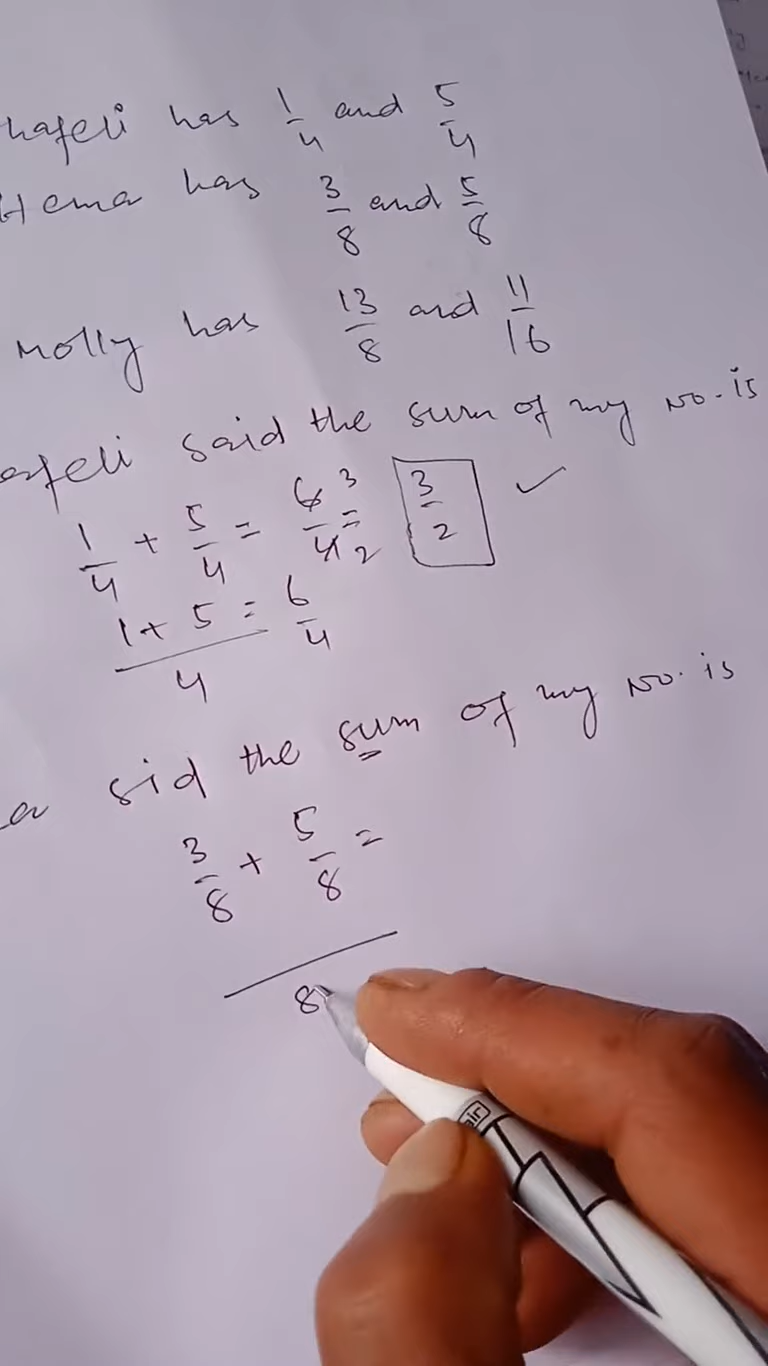 hafeli has 1/4 and 5/4
Hema has 3/8 and 5/8
Molly has 13/8 and 11/16
afeli said the sum of my no. is
1/4 + 5/4 = 6/4 = 3/2 3/2 ✓
1+5/4 = 6/4
a sid the sum of my no. is
3/8 + 5/8 =
/8
air